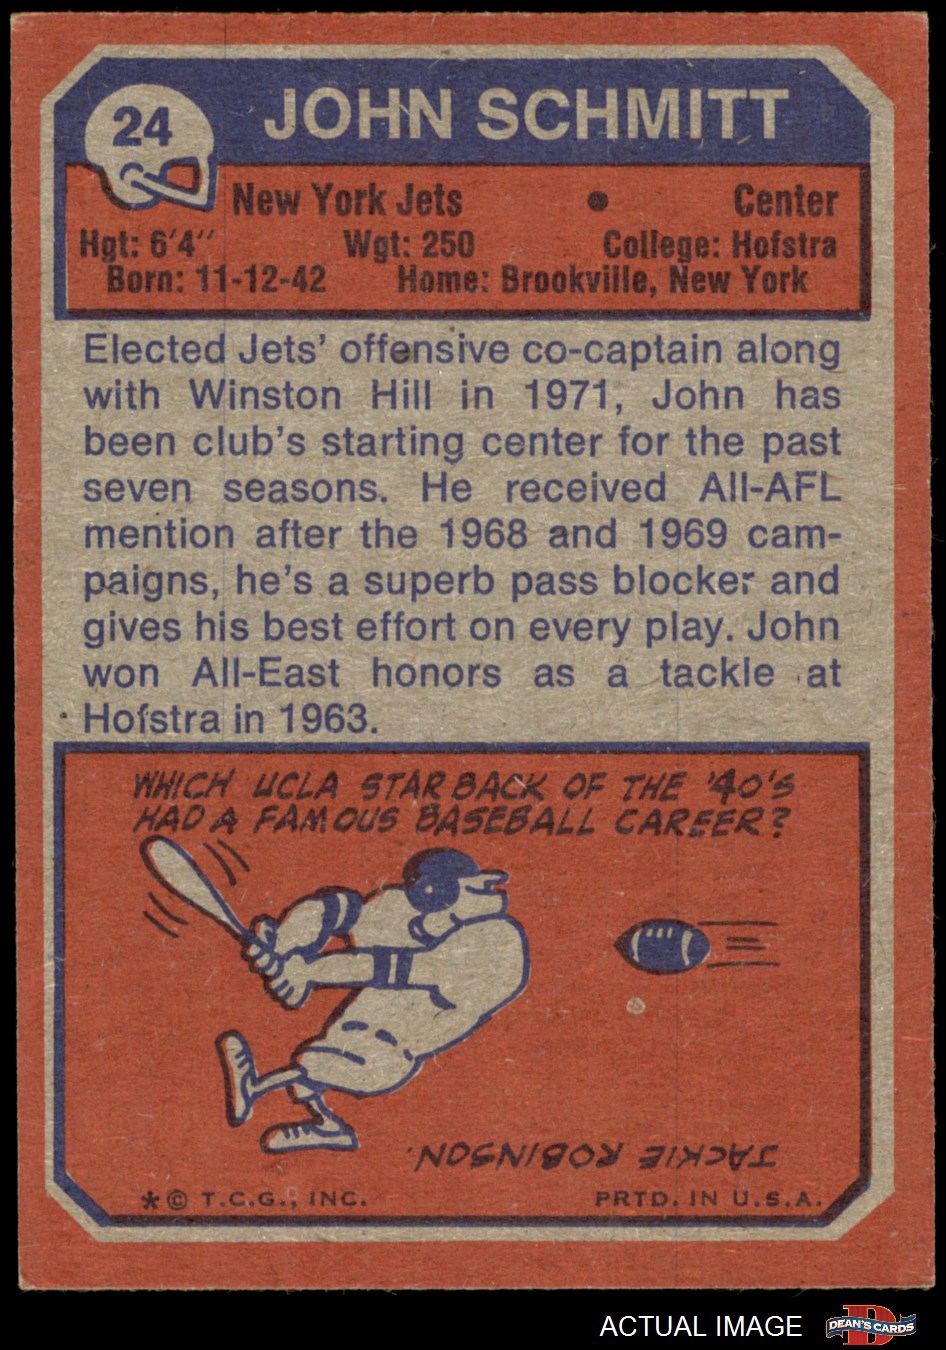 24
JOHN SCHMITT
New York Jets • Center
Hgt: 6'4'' Wgt: 250 College: Hofstra
Born: 11-12-42 Home: Brookville, New York
Elected Jets' offensive co-captain along
with Winston Hill in 1971, John has
been club's starting center for the past
seven seasons. He received All-AFL
mention after the 1968 and 1969 cam-
paigns, he's a superb pass blocker and
gives his best effort on every play. John
won All-East honors as a tackle at
Hofstra in 1963.
WHICH UCLA STAR BACK OF THE '40'S
HAD A FAMOUS BASEBALL CAREER?
JACKIE ROBINSON.
* © T.C.G., INC. PRTD. IN U.S.A.
ACTUAL IMAGE
D
DEAN'S CARDS